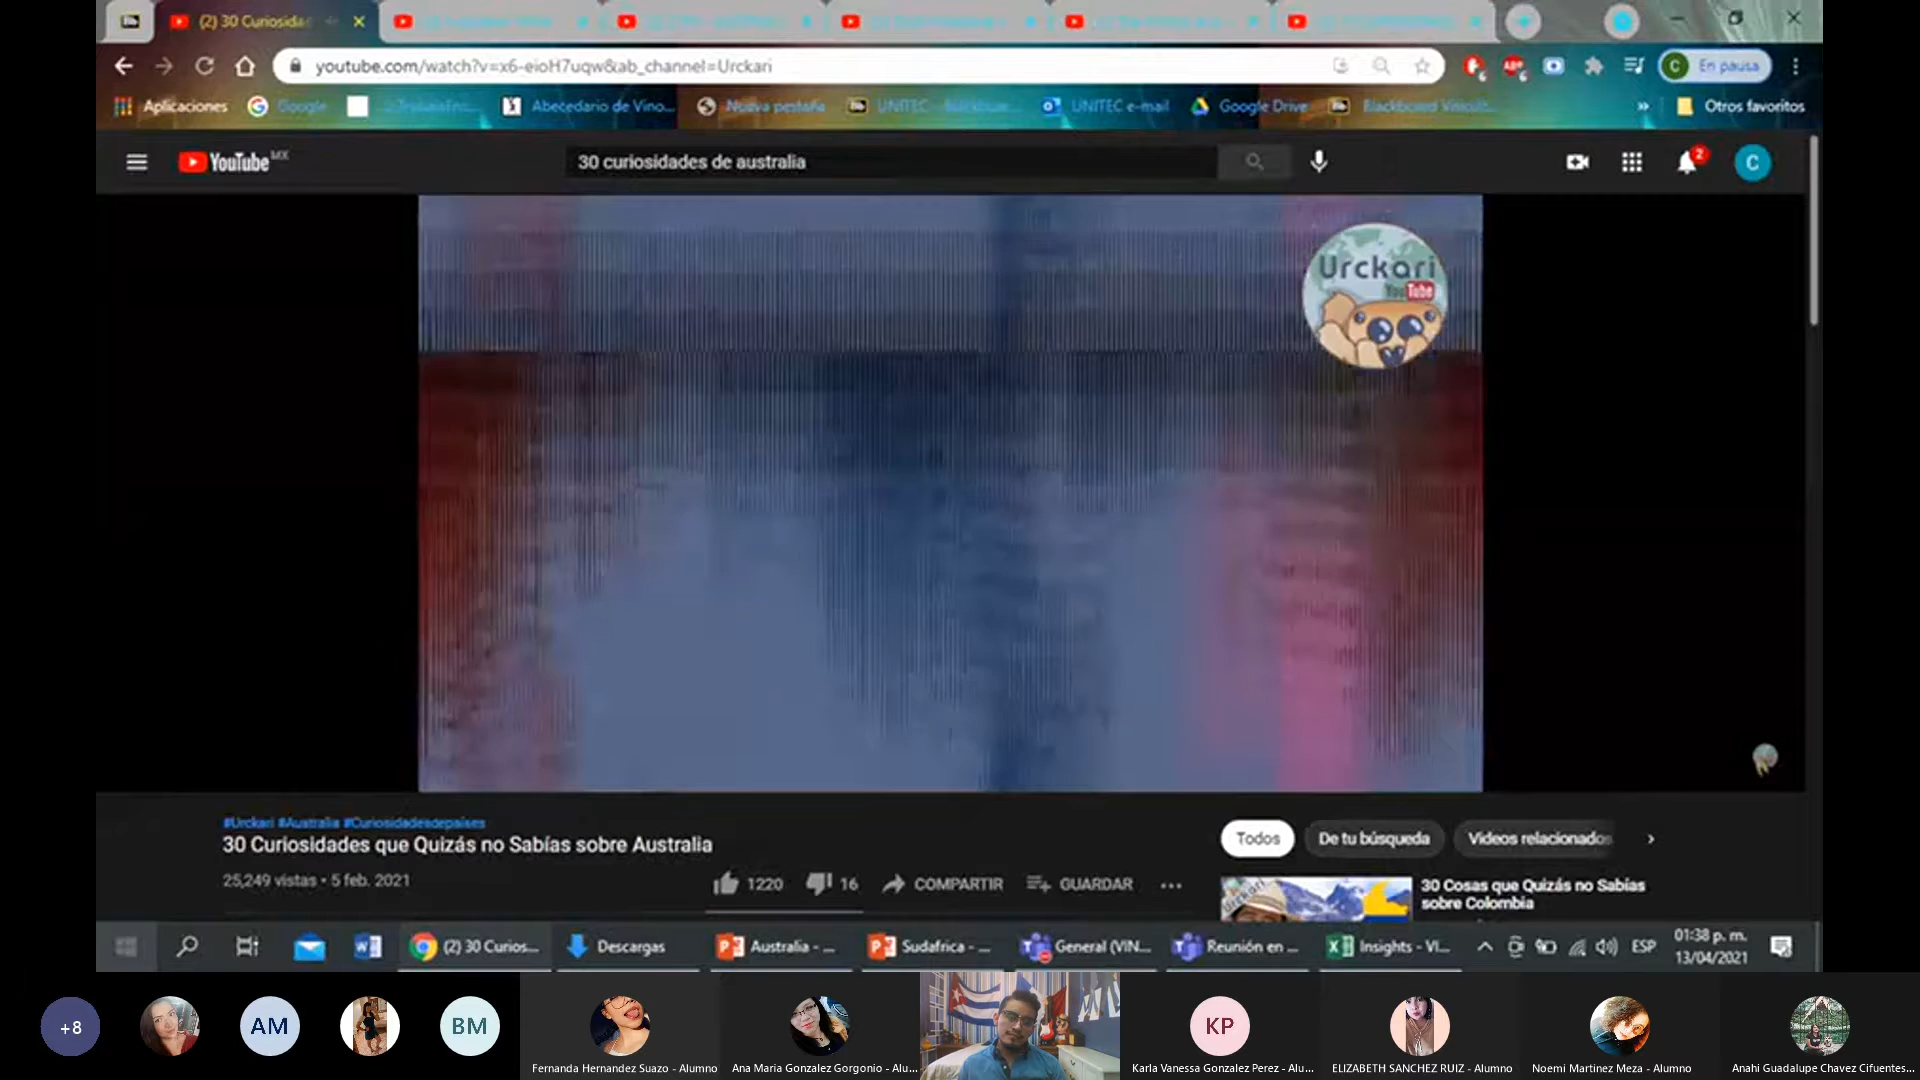 (2) 30 Curiosidad
youtube.com/watch?v=x6-eioH7uqw&ab_channel=Urckari
C En pausa
Aplicaciones
Google
Abecedario de Vino...
Nueva pestaña
UNITEC
UNITEC e-mail
Google Drive
Blackboard
Otros favoritos
YouTube MX
30 curiosidades de australia
2
C
Urckari
YouTube
#Urckari #Australia #Curiosidadesdepaises
30 Curiosidades que Quizás no Sabías sobre Australia
25,249 vistas • 5 feb. 2021
1220
16
COMPARTIR
GUARDAR
Todos
De tu búsqueda
Videos relacionados
30 Cosas que Quizás no Sabías
sobre Colombia
(2) 30 Curios...
Descargas
Australia - ...
Sudafrica - ...
General (VIN...
Reunión en ...
Insights - VI...
ESP
01:38 p. m.
13/04/2021
+8
AM
BM
KP
Fernanda Hernandez Suazo - Alumno
Ana Maria Gonzalez Gorgonio - Alu...
Karla Vanessa Gonzalez Perez - Alu...
ELIZABETH SANCHEZ RUIZ - Alumno
Noemi Martinez Meza - Alumno
Anahi Guadalupe Chavez Cifuentes...